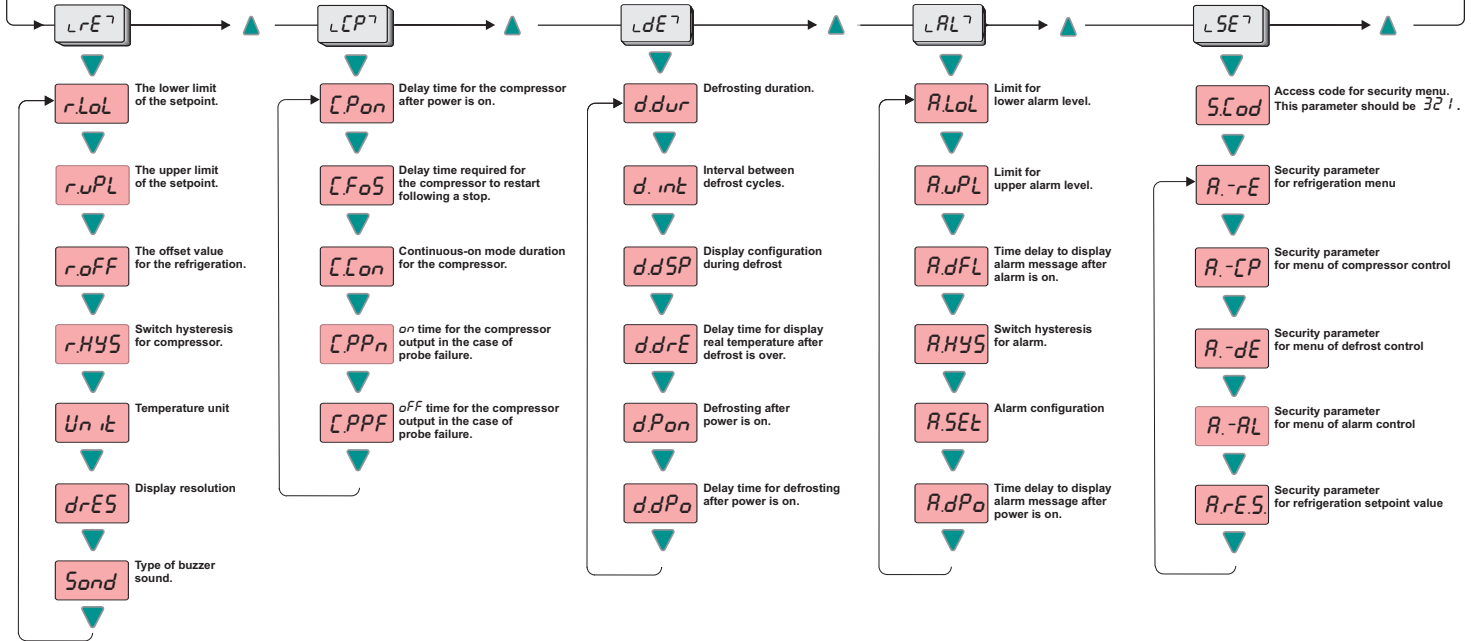 rE
CP
dE
AL
SE
r.LoL
The lower limit
of the setpoint.
r.uPL
The upper limit
of the setpoint.
r.oFF
The offset value
for the refrigeration.
r.HYS
Switch hysteresis
for compressor.
Unit
Temperature unit
drES
Display resolution
Sond
Type of buzzer
sound.
C.Pon
Delay time for the compressor
after power is on.
C.FoS
Delay time required for
the compressor to restart
following a stop.
C.Con
Continuous-on mode duration
for the compressor.
C.PPn
on time for the compressor
output in the case of
probe failure.
C.PPF
oFF time for the compressor
output in the case of
probe failure.
d.dur
Defrosting duration.
d.int
Interval between
defrost cycles.
d.dSP
Display configuration
during defrost
d.drE
Delay time for display
real temperature after
defrost is over.
d.Pon
Defrosting after
power is on.
d.dPo
Delay time for defrosting
after power is on.
A.LoL
Limit for
lower alarm level.
A.uPL
Limit for
upper alarm level.
A.dFL
Time delay to display
alarm message after
alarm is on.
A.HYS
Switch hysteresis
for alarm.
A.SEt
Alarm configuration
A.dPo
Time delay to display
alarm message after
power is on.
S.Cod
Access code for security menu.
This parameter should be 321.
A.-rE
Security parameter
for refrigeration menu
A.-CP
Security parameter
for menu of compressor control
A.-dE
Security parameter
for menu of defrost control
A.-AL
Security parameter
for menu of alarm control
A.rE.S.
Security parameter
for refrigeration setpoint value